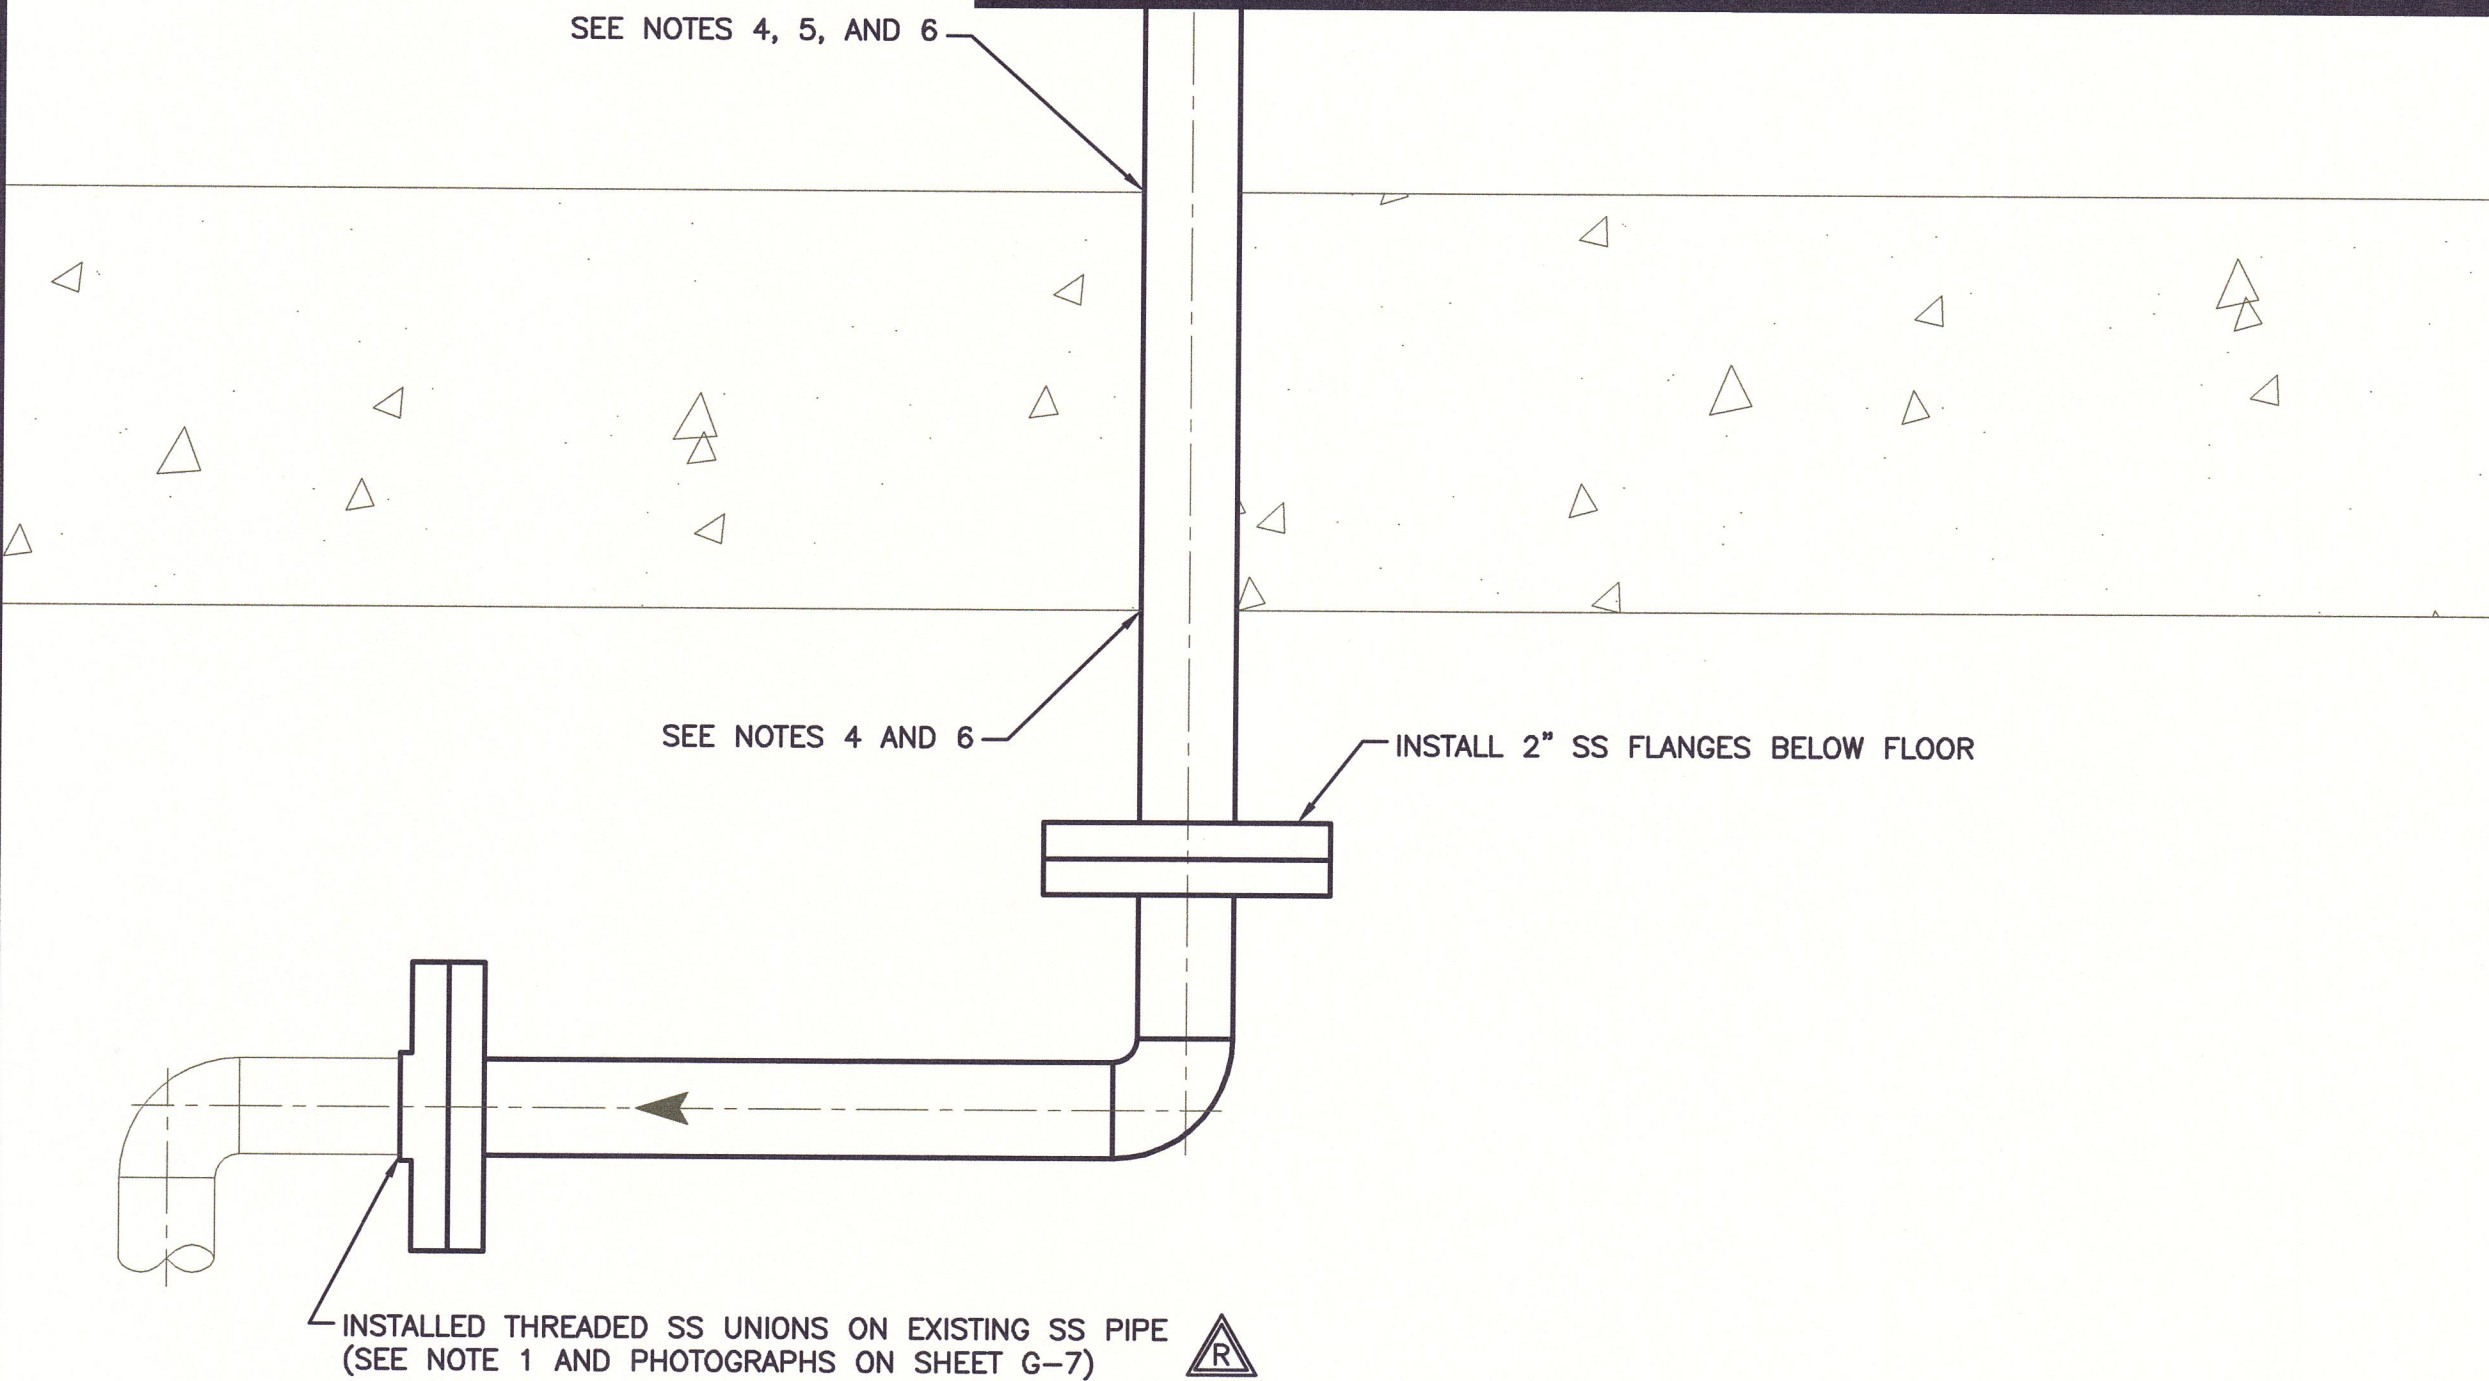 SEE NOTES 4, 5, AND 6
SEE NOTES 4 AND 6
INSTALL 2" SS FLANGES BELOW FLOOR
INSTALLED THREADED SS UNIONS ON EXISTING SS PIPE
(SEE NOTE 1 AND PHOTOGRAPHS ON SHEET G-7)
R